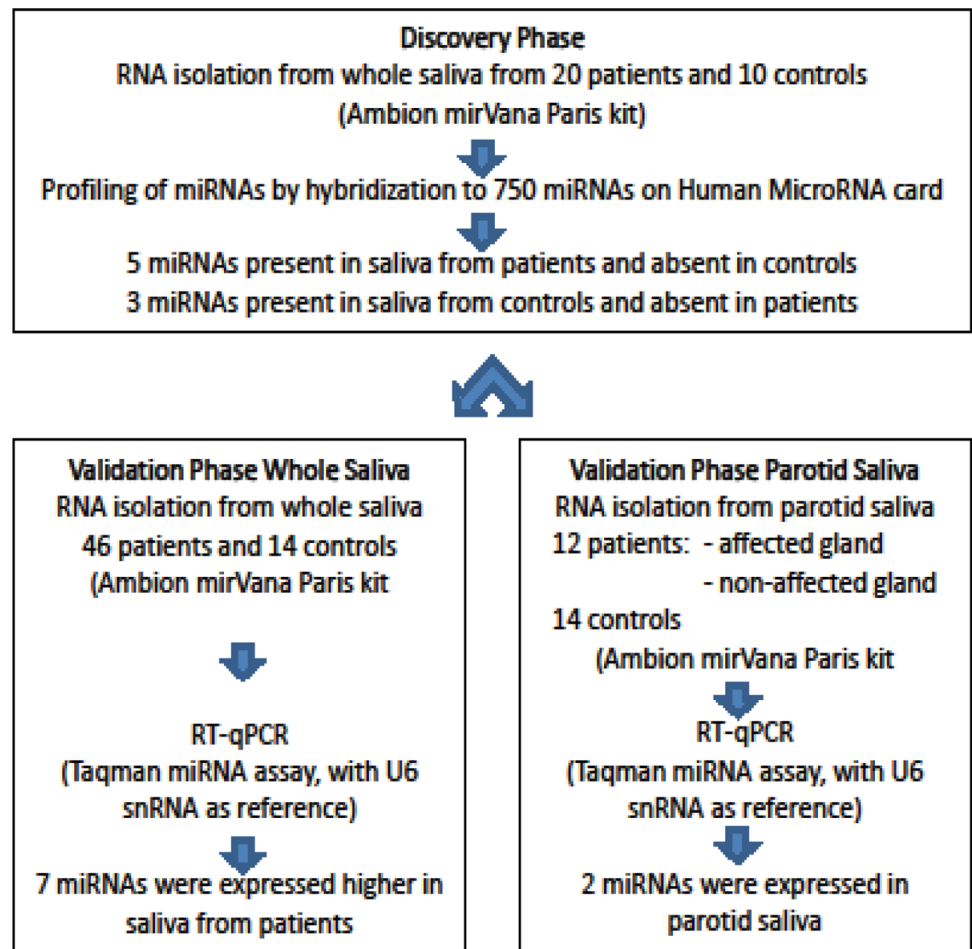 Discovery Phase
RNA isolation from whole saliva from 20 patients and 10 controls
(Ambion mirVana Paris kit)
Profiling of miRNAs by hybridization to 750 miRNAs on Human MicroRNA card
5 miRNAs present in saliva from patients and absent in controls
3 miRNAs present in saliva from controls and absent in patients
Validation Phase Whole Saliva
RNA isolation from whole saliva
46 patients and 14 controls
(Ambion mirVana Paris kit
RT-qPCR
(Taqman miRNA assay, with U6
snRNA as reference)
7 miRNAs were expressed higher in
saliva from patients
Validation Phase Parotid Saliva
RNA isolation from parotid saliva
12 patients: - affected gland
- non-affected gland
14 controls
(Ambion mirVana Paris kit
RT-qPCR
(Taqman miRNA assay, with U6
snRNA as reference)
2 miRNAs were expressed in
parotid saliva